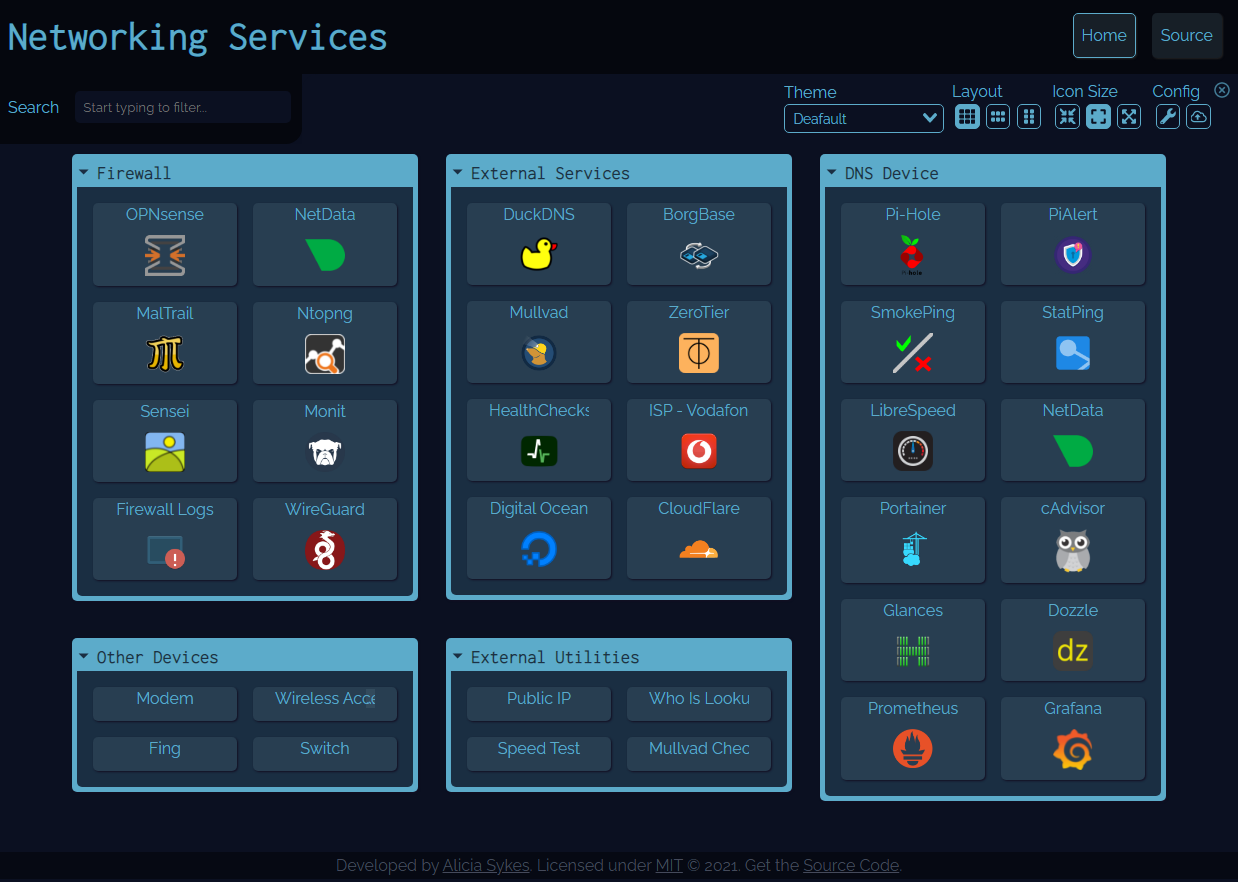 Networking Services
Home
Source
Search
Start typing to filter...
Theme
Deafault
Layout
Icon Size
Config
Firewall
OPNsense
NetData
MalTrail
Ntopng
Sensei
Monit
Firewall Logs
WireGuard
External Services
DuckDNS
BorgBase
Mullvad
ZeroTier
HealthChecks
ISP - Vodafon
Digital Ocean
CloudFlare
DNS Device
Pi-Hole
PiAlert
SmokePing
StatPing
LibreSpeed
NetData
Portainer
cAdvisor
Glances
Dozzle
dz
Prometheus
Grafana
Other Devices
Modem
Wireless Acce
Fing
Switch
External Utilities
Public IP
Who Is Looku
Speed Test
Mullvad Chec
Developed by Alicia Sykes. Licensed under MIT © 2021. Get the Source Code.